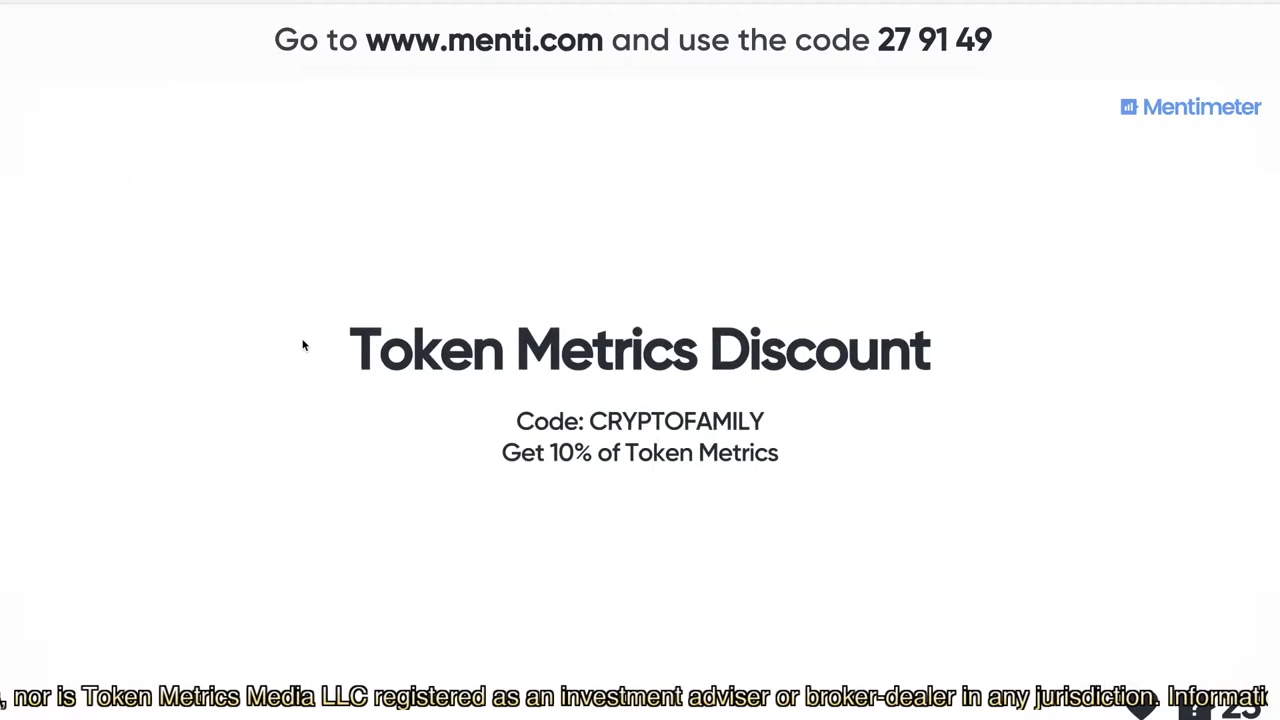 Go to www.menti.com and use the code 27 91 49
Mentimeter
Token Metrics Discount
Code: CRYPTOFAMILY
Get 10% of Token Metrics
, nor is Token Metrics Media LLC registered as an investment adviser or broker-dealer in any jurisdiction.